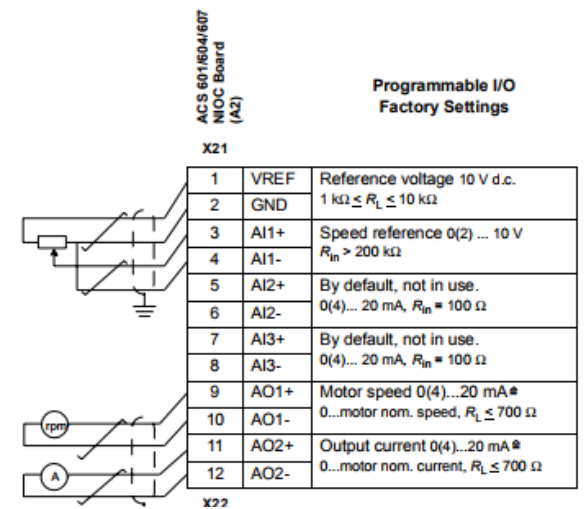 ACS 601/604/607
NIOC Board
(A2)
Programmable I/O
Factory Settings
X21
1 VREF Reference voltage 10 V d.c.
2 GND 1 kΩ ≤ RL ≤ 10 kΩ
3 AI1+ Speed reference 0(2) ... 10 V
4 AI1- Rin > 200 kΩ
5 AI2+ By default, not in use.
6 AI2- 0(4)... 20 mA, Rin = 100 Ω
7 AI3+ By default, not in use.
8 AI3- 0(4)... 20 mA, Rin = 100 Ω
9 AO1+ Motor speed 0(4)...20 mA ≙
rpm
10 AO1- 0...motor nom. speed, RL ≤ 700 Ω
11 AO2+ Output current 0(4)...20 mA ≙
A
12 AO2- 0...motor nom. current, RL ≤ 700 Ω
X22